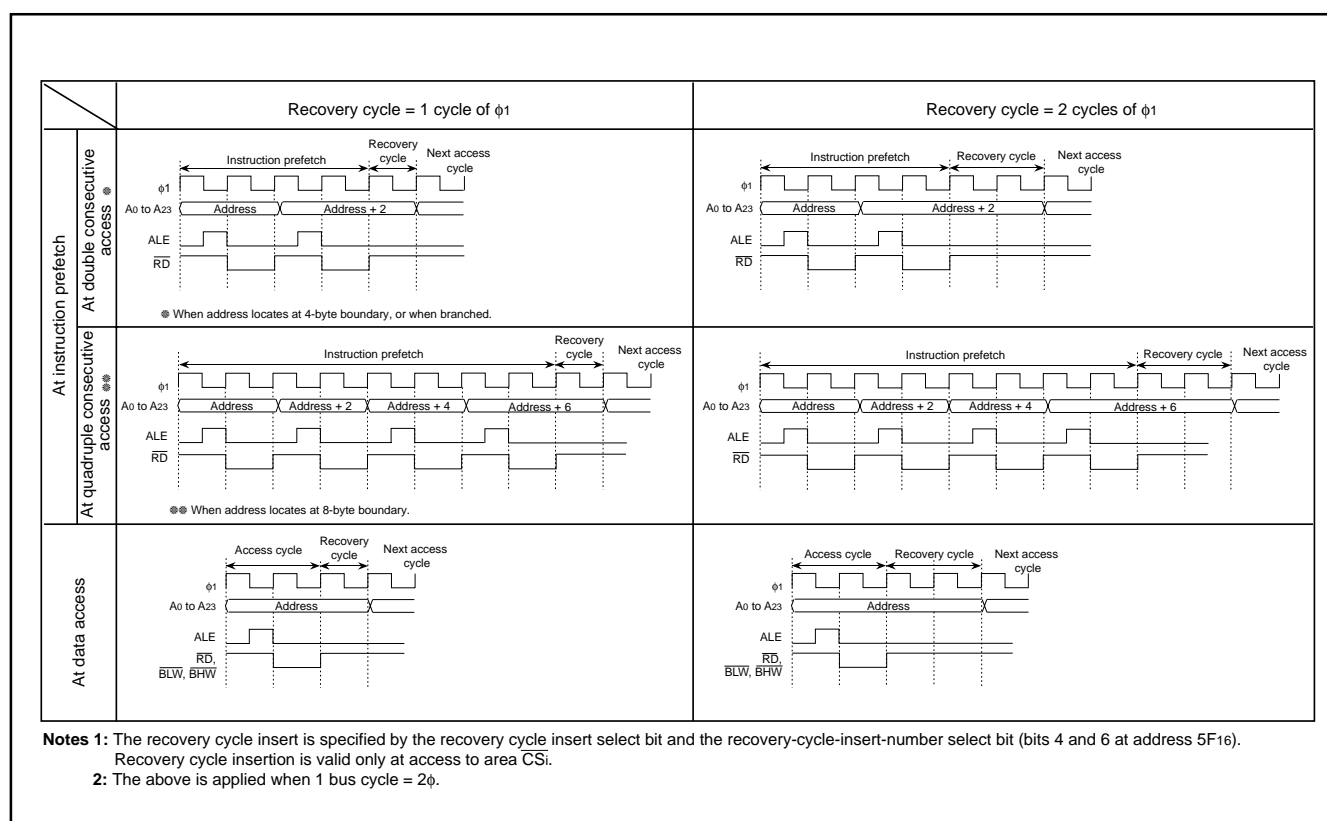 Recovery cycle = 1 cycle of φ1
Recovery cycle = 2 cycles of φ1
At instruction prefetch
At double consecutive
access ※
Instruction prefetch
Recovery
cycle
Next access
cycle
φ1
A0 to A23
Address
Address + 2
ALE
RD
※ When address locates at 4-byte boundary, or when branched.
Instruction prefetch
Recovery cycle
Next access
cycle
φ1
A0 to A23
Address
Address + 2
ALE
RD
At quadruple consecutive
access ※※
Instruction prefetch
Recovery
cycle
Next access
cycle
φ1
A0 to A23
Address
Address + 2
Address + 4
Address + 6
ALE
RD
※※ When address locates at 8-byte boundary.
Instruction prefetch
Recovery cycle
Next access
cycle
φ1
A0 to A23
Address
Address + 2
Address + 4
Address + 6
ALE
RD
At data access
Access cycle
Recovery
cycle
Next access
cycle
φ1
A0 to A23
Address
ALE
RD,
BLW, BHW
Access cycle
Recovery cycle
Next access
cycle
φ1
A0 to A23
Address
ALE
RD,
BLW, BHW
Notes 1: The recovery cycle insert is specified by the recovery cycle insert select bit and the recovery-cycle-insert-number select bit (bits 4 and 6 at address 5F16).
Recovery cycle insertion is valid only at access to area CSi.
2: The above is applied when 1 bus cycle = 2φ.